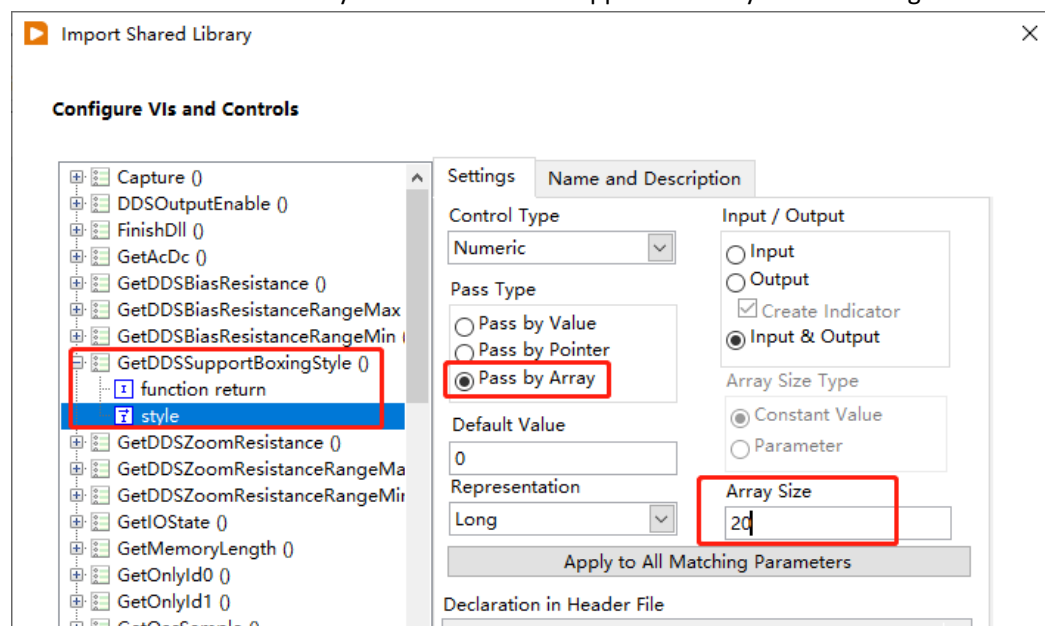 Import Shared Library
Configure VIs and Controls
Capture ()
DDSOutputEnable ()
FinishDll ()
GetAcDc ()
GetDDSBiasResistance ()
GetDDSBiasResistanceRangeMax
GetDDSBiasResistanceRangeMin (
GetDDSSupportBoxingStyle ()
function return
style
GetDDSZoomResistance ()
GetDDSZoomResistanceRangeMa
GetDDSZoomResistanceRangeMin
GetIOState ()
GetMemoryLength ()
GetOnlyId0 ()
GetOnlyId1 ()
Settings
Name and Description
Control Type
Numeric
Pass Type
Pass by Value
Pass by Pointer
Pass by Array
Default Value
0
Representation
Long
Input / Output
Input
Output
Create Indicator
Input & Output
Array Size Type
Constant Value
Parameter
Array Size
20
Apply to All Matching Parameters
Declaration in Header File